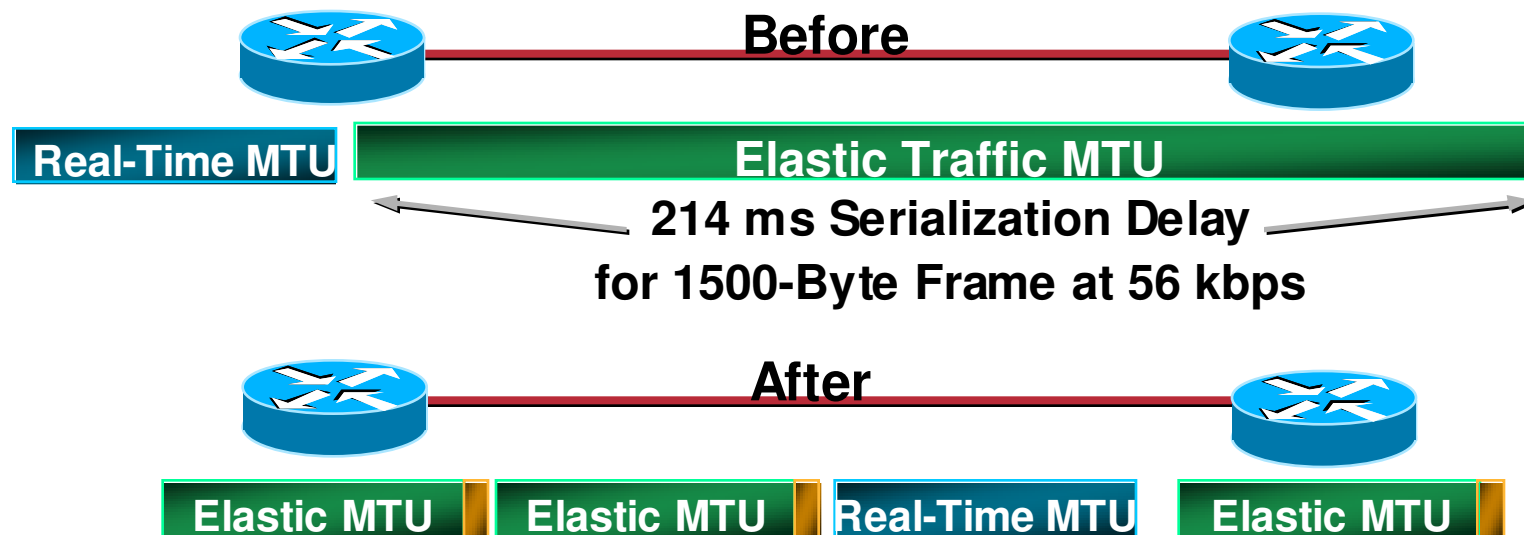 Before
Real-Time MTU
Elastic Traffic MTU
214 ms Serialization Delay
for 1500-Byte Frame at 56 kbps
After
Elastic MTU
Elastic MTU
Real-Time MTU
Elastic MTU